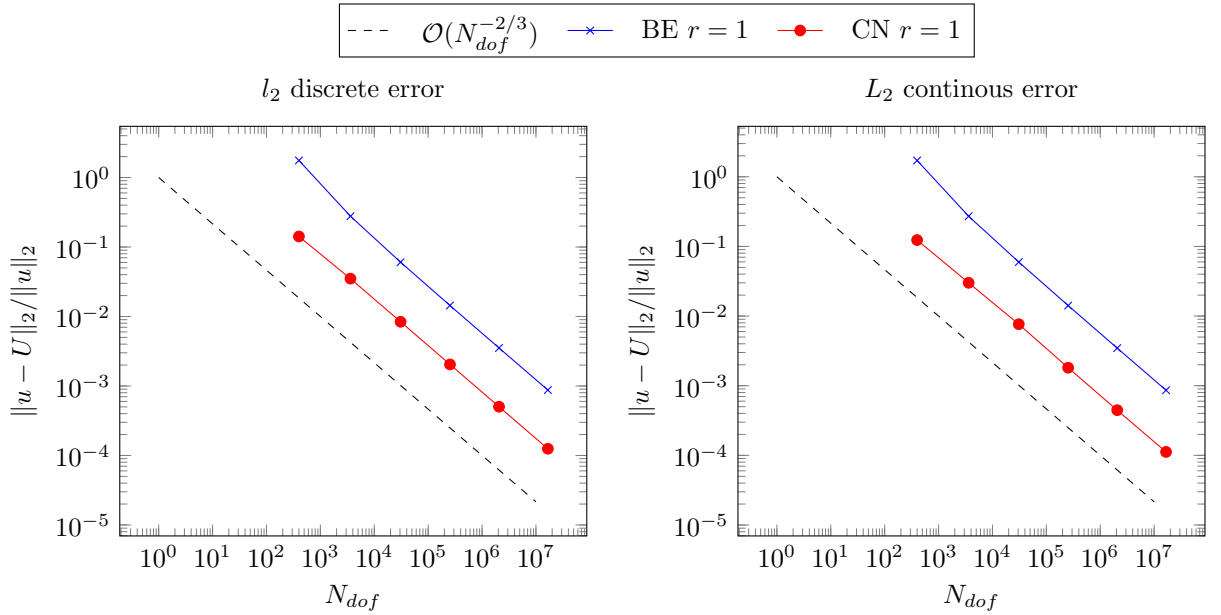 O(N_{dof}^{-2/3}) BE r = 1 CN r = 1
l_2 discrete error
10^0 10^1 10^2 10^3 10^4 10^5 10^6 10^7
10^0
10^{-1}
10^{-2}
10^{-3}
10^{-4}
10^{-5}
N_{dof}
‖u − U‖_2/‖u‖_2
L_2 continous error
10^0 10^1 10^2 10^3 10^4 10^5 10^6 10^7
10^0
10^{-1}
10^{-2}
10^{-3}
10^{-4}
10^{-5}
N_{dof}
‖u − U‖_2/‖u‖_2